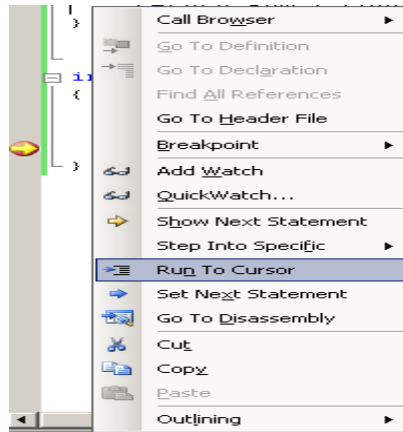 Call Browser
Go To Definition
Go To Declaration
Find All References
Go To Header File
Breakpoint
Add Watch
QuickWatch...
Show Next Statement
Step Into Specific
Run To Cursor
Set Next Statement
Go To Disassembly
Cut
Copy
Paste
Outlining